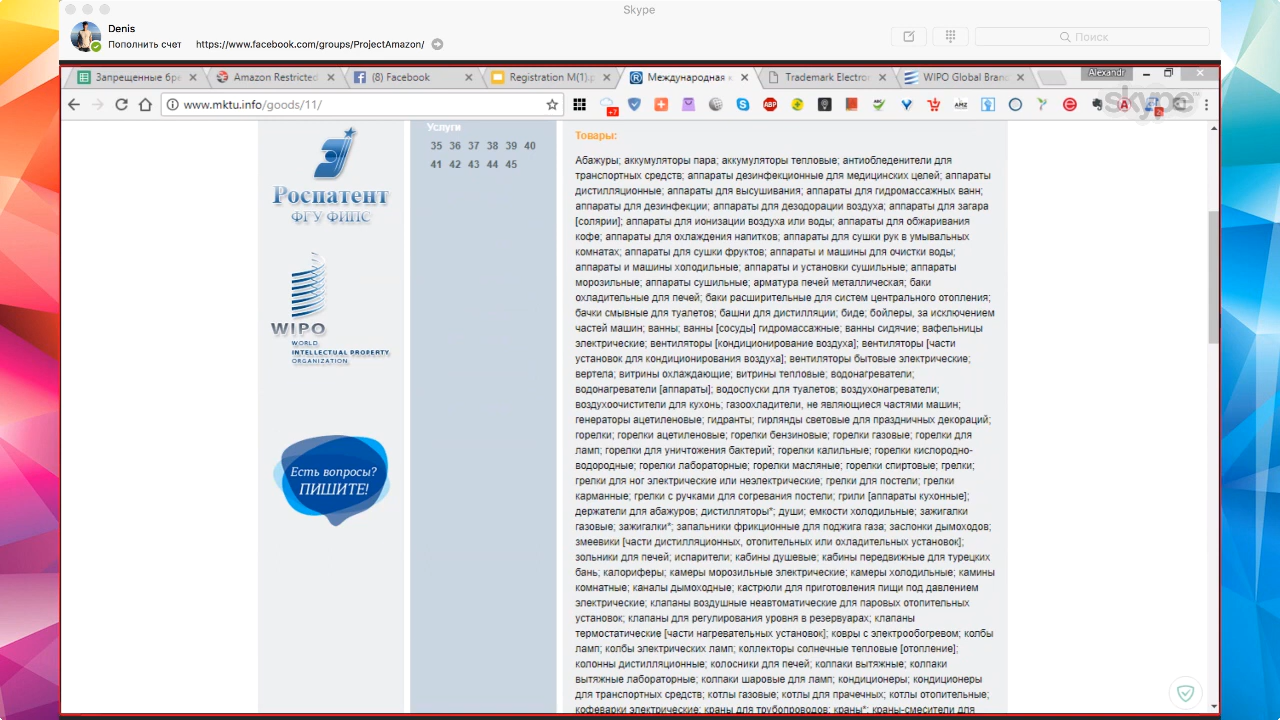 Skype
Denis
Пополнить счет https://www.facebook.com/groups/ProjectAmazon/
Поиск
Запрещенные бре
Amazon Restricted
(8) Facebook
Registration M(1).p
Международная к
Trademark Electron
WIPO Global Brand
Alexandr
www.mktu.info/goods/11/
skype
Роспатент
ФГУ ФИПС
WIPO
WORLD
INTELLECTUAL PROPERTY
ORGANIZATION
Есть вопросы?
ПИШИТЕ!
Услуги
35 36 37 38 39 40
41 42 43 44 45
Товары:
Абажуры; аккумуляторы пара; аккумуляторы тепловые; антиобледенители для
транспортных средств; аппараты дезинфекционные для медицинских целей; аппараты
дистилляционные; аппараты для высушивания; аппараты для гидромассажных ванн;
аппараты для дезинфекции; аппараты для дезодорации воздуха; аппараты для загара
[солярии]; аппараты для ионизации воздуха или воды; аппараты для обжаривания
кофе; аппараты для охлаждения напитков; аппараты для сушки рук в умывальных
комнатах; аппараты для сушки фруктов; аппараты и машины для очистки воды;
аппараты и машины холодильные; аппараты и установки сушильные; аппараты
морозильные; аппараты сушильные; арматура печей металлическая; баки
охладительные для печей; баки расширительные для систем центрального отопления;
бачки смывные для туалетов; башни для дистилляции; биде; бойлеры, за исключением
частей машин; ванны; ванны [сосуды] гидромассажные; ванны сидячие; вафельницы
электрические; вентиляторы [кондиционирование воздуха]; вентиляторы [части
установок для кондиционирования воздуха]; вентиляторы бытовые электрические;
вертела; витрины охлаждающие; витрины тепловые; водонагреватели;
водонагреватели [аппараты]; водоспуски для туалетов; воздухонагреватели;
воздухоочистители для кухонь; газоохладители, не являющиеся частями машин;
генераторы ацетиленовые; гидранты; гирлянды световые для праздничных декораций;
горелки; горелки ацетиленовые; горелки бензиновые; горелки газовые; горелки для
ламп; горелки для уничтожения бактерий; горелки калильные; горелки кислородно-
водородные; горелки лабораторные; горелки масляные; горелки спиртовые; грелки;
грелки для ног электрические или неэлектрические; грелки для постели; грелки
карманные; грелки с ручками для согревания постели; грили [аппараты кухонные];
держатели для абажуров; дистилляторы*; души; емкости холодильные; зажигалки
газовые; зажигалки*; запальники фрикционные для поджига газа; заслонки дымоходов;
змеевики [части дистилляционных, отопительных или охладительных установок];
зольники для печей; испарители; кабины душевые; кабины передвижные для турецких
бань; калориферы; камеры морозильные электрические; камеры холодильные; камины
комнатные; каналы дымоходные; кастрюли для приготовления пищи под давлением
электрические; клапаны воздушные неавтоматические для паровых отопительных
установок; клапаны для регулирования уровня в резервуарах; клапаны
термостатические [части нагревательных установок]; ковры с электрообогревом; колбы
ламп; колбы электрических ламп; коллекторы солнечные тепловые [отопление];
колонны дистилляционные; колосники для печей; колпаки вытяжные; колпаки
вытяжные лабораторные; колпаки шаровые для ламп; кондиционеры; кондиционеры
для транспортных средств; котлы газовые; котлы для прачечных; котлы отопительные;
кофеварки электрические; краны для трубопроводов; краны*; краны-смесители для